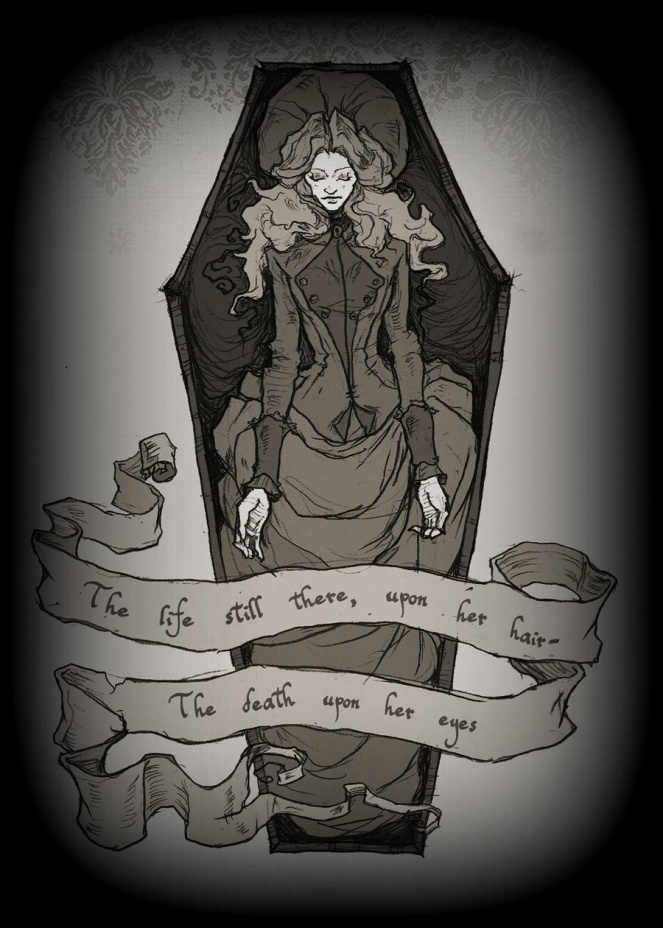 The life still there, upon her hair-
The death upon her eyes